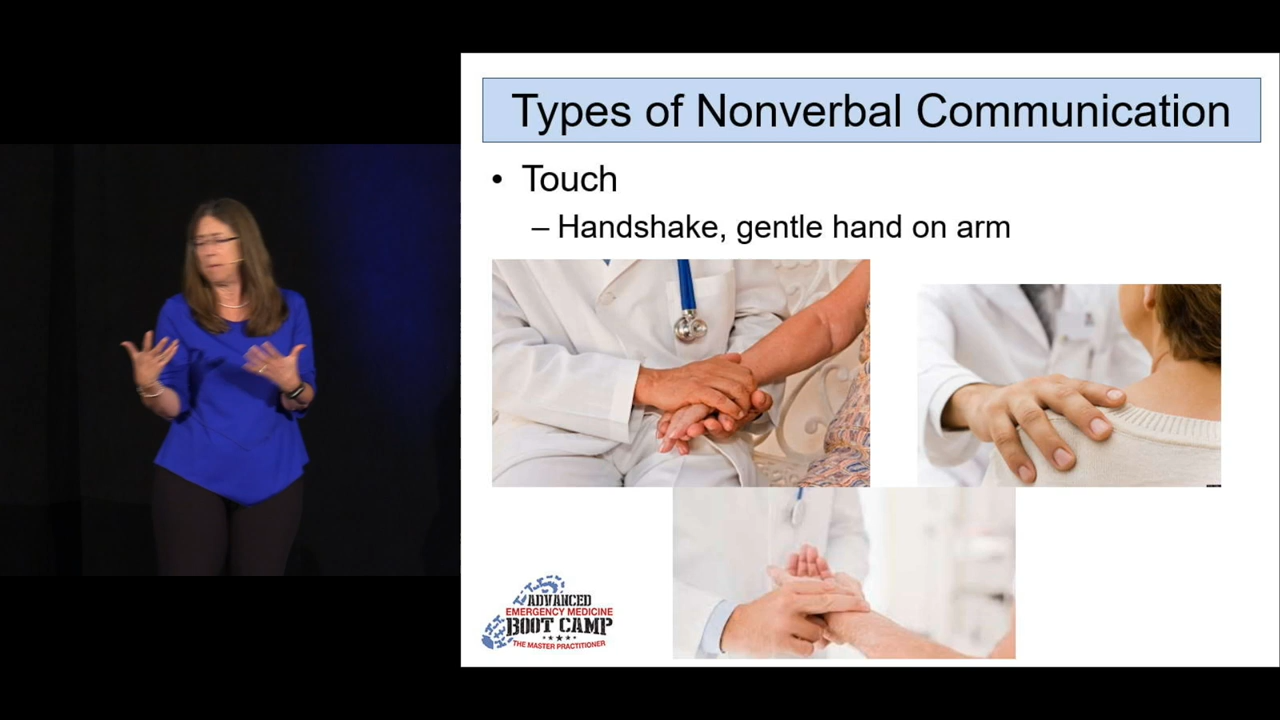 Types of Nonverbal Communication
• Touch
– Handshake, gentle hand on arm
ADVANCED
EMERGENCY MEDICINE
BOOT CAMP
THE MASTER PRACTITIONER